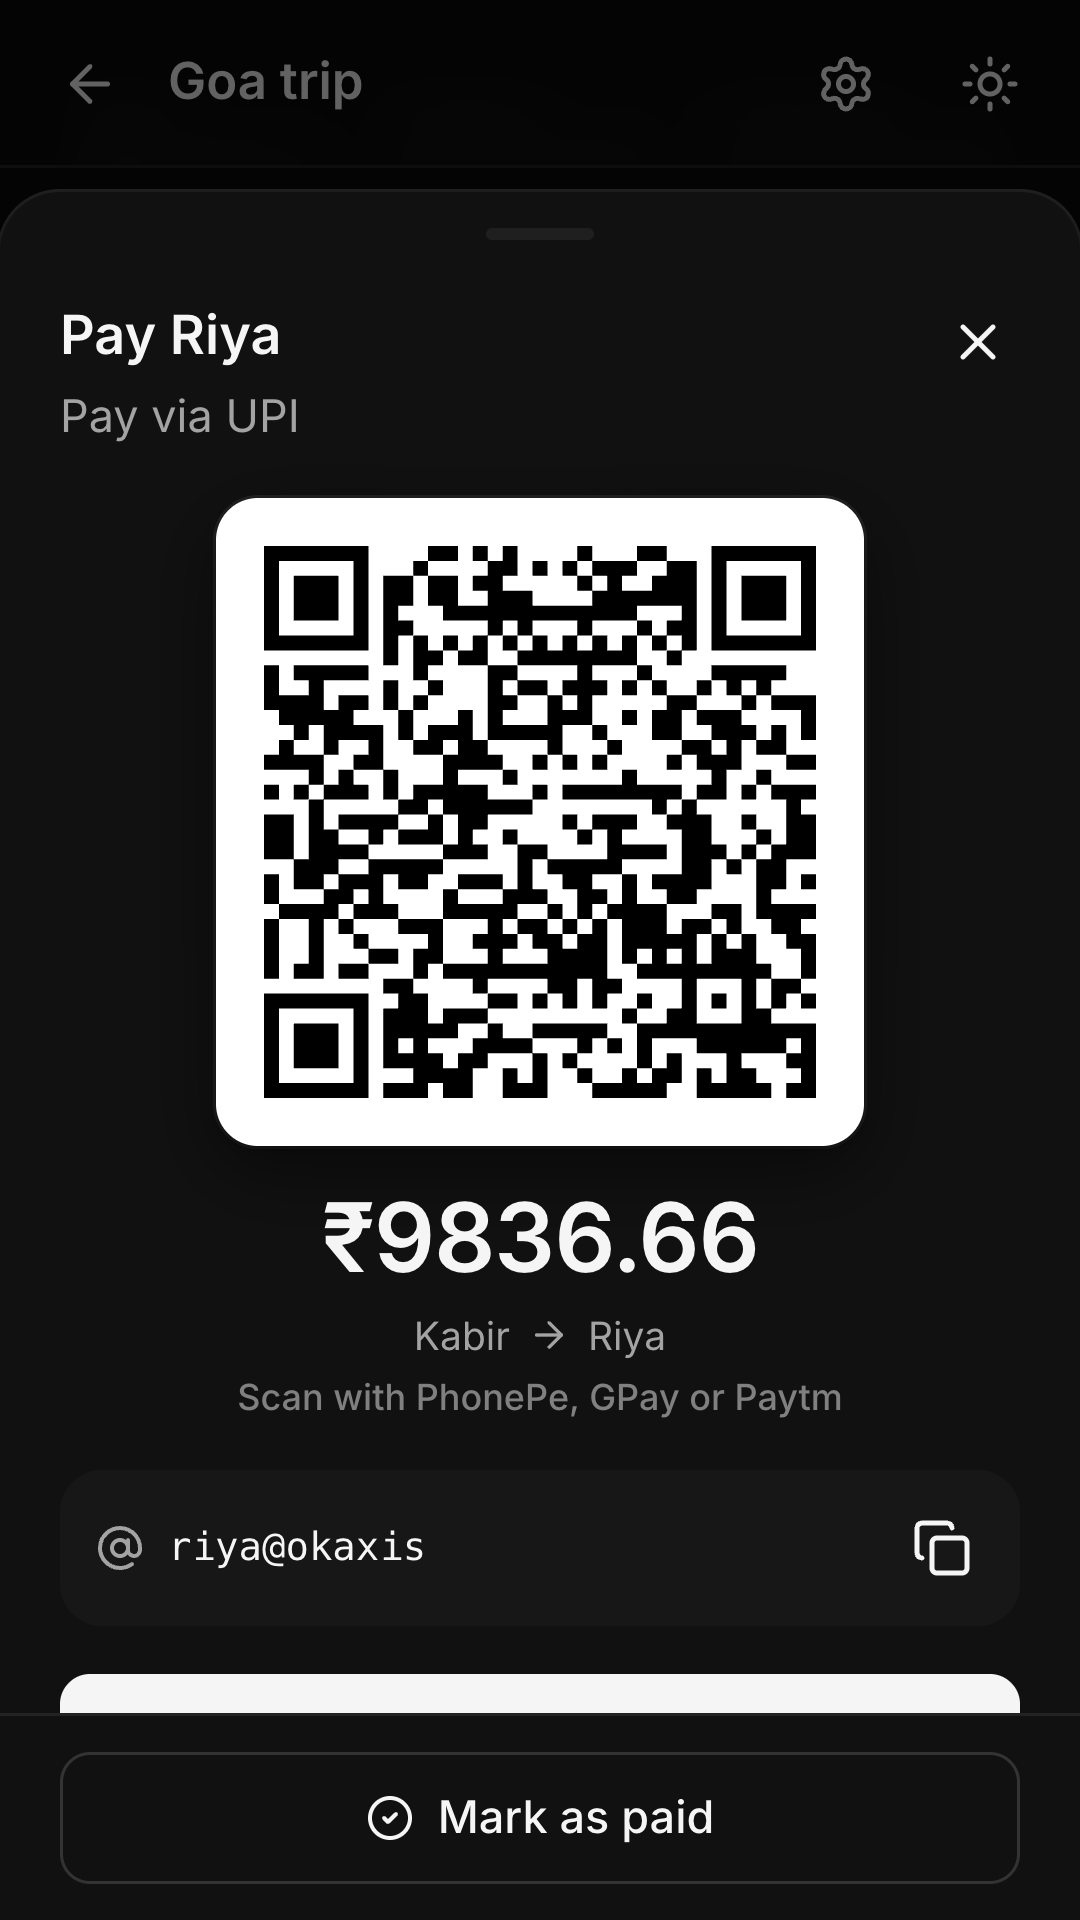 Goa trip
Pay Riya
Pay via UPI
₹9836.66
Kabir → Riya
Scan with PhonePe, GPay or Paytm
riya@okaxis
Mark as paid